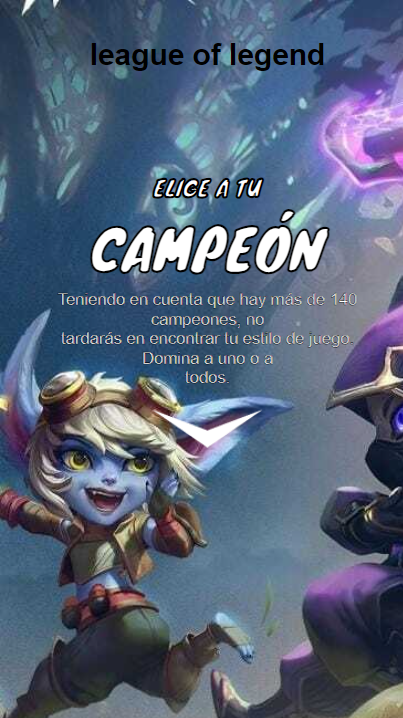 league of legend
ELIGE A TU
CAMPEÓN
Teniendo en cuenta que hay más de 140
campeones, no
tardarás en encontrar tu estilo de juego.
Domina a uno o a
todos.